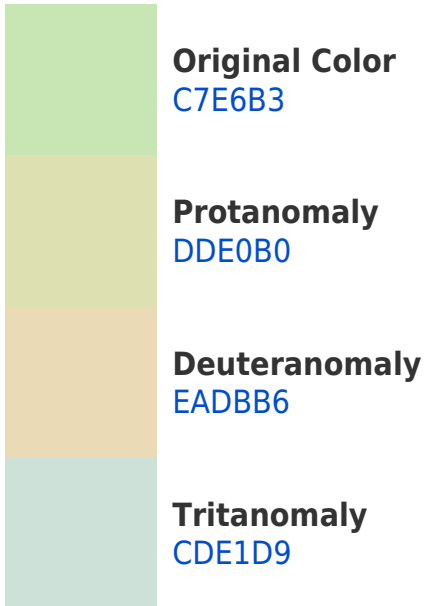 Original Color
C7E6B3
Protanomaly
DDE0B0
Deuteranomaly
EADBB6
Tritanomaly
CDE1D9